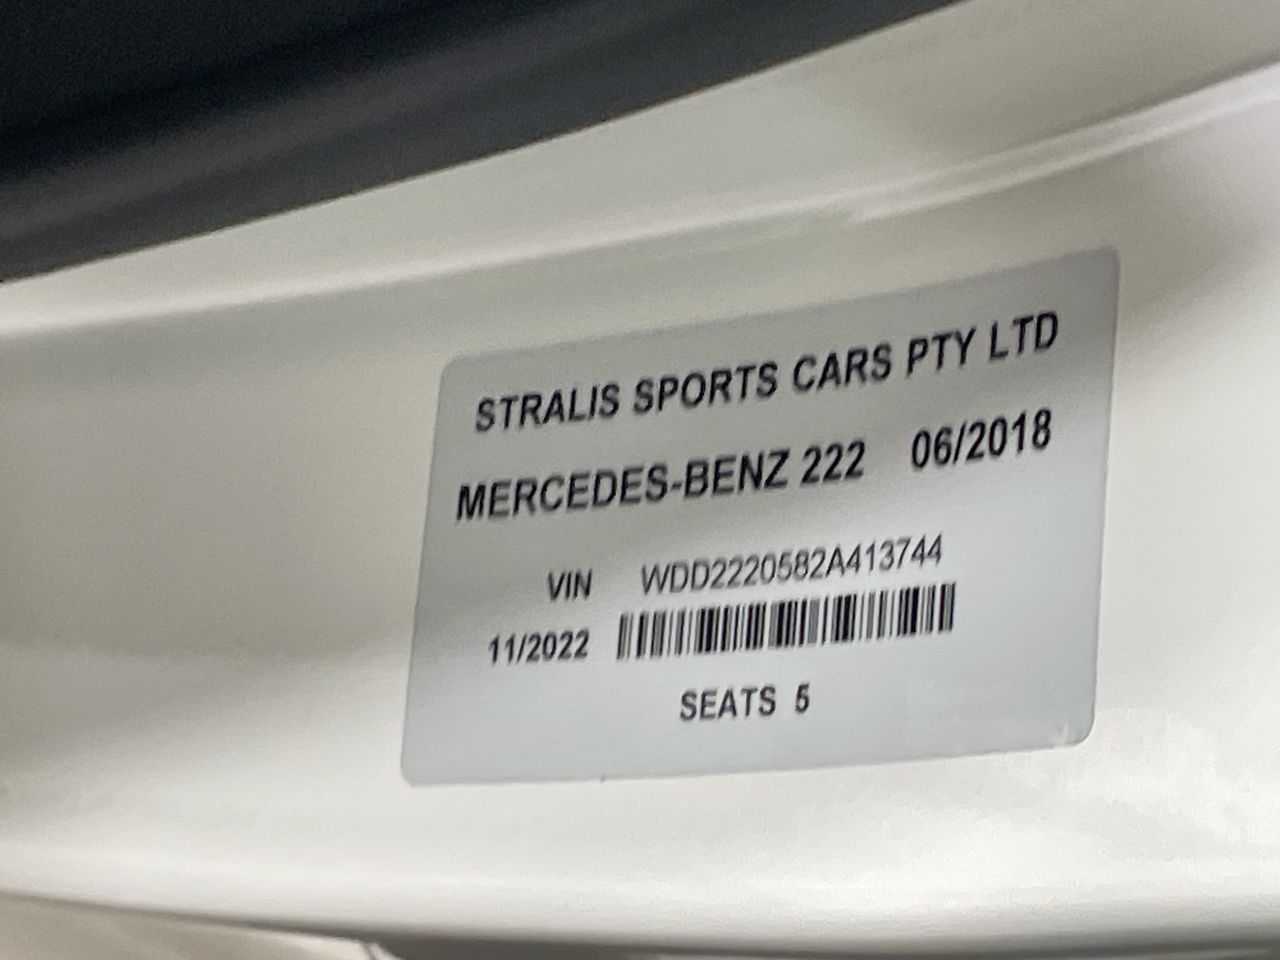 STRALIS SPORTS CARS PTY LTD
MERCEDES-BENZ 222 06/2018
VIN WDD2220582A413744
11/2022
SEATS 5